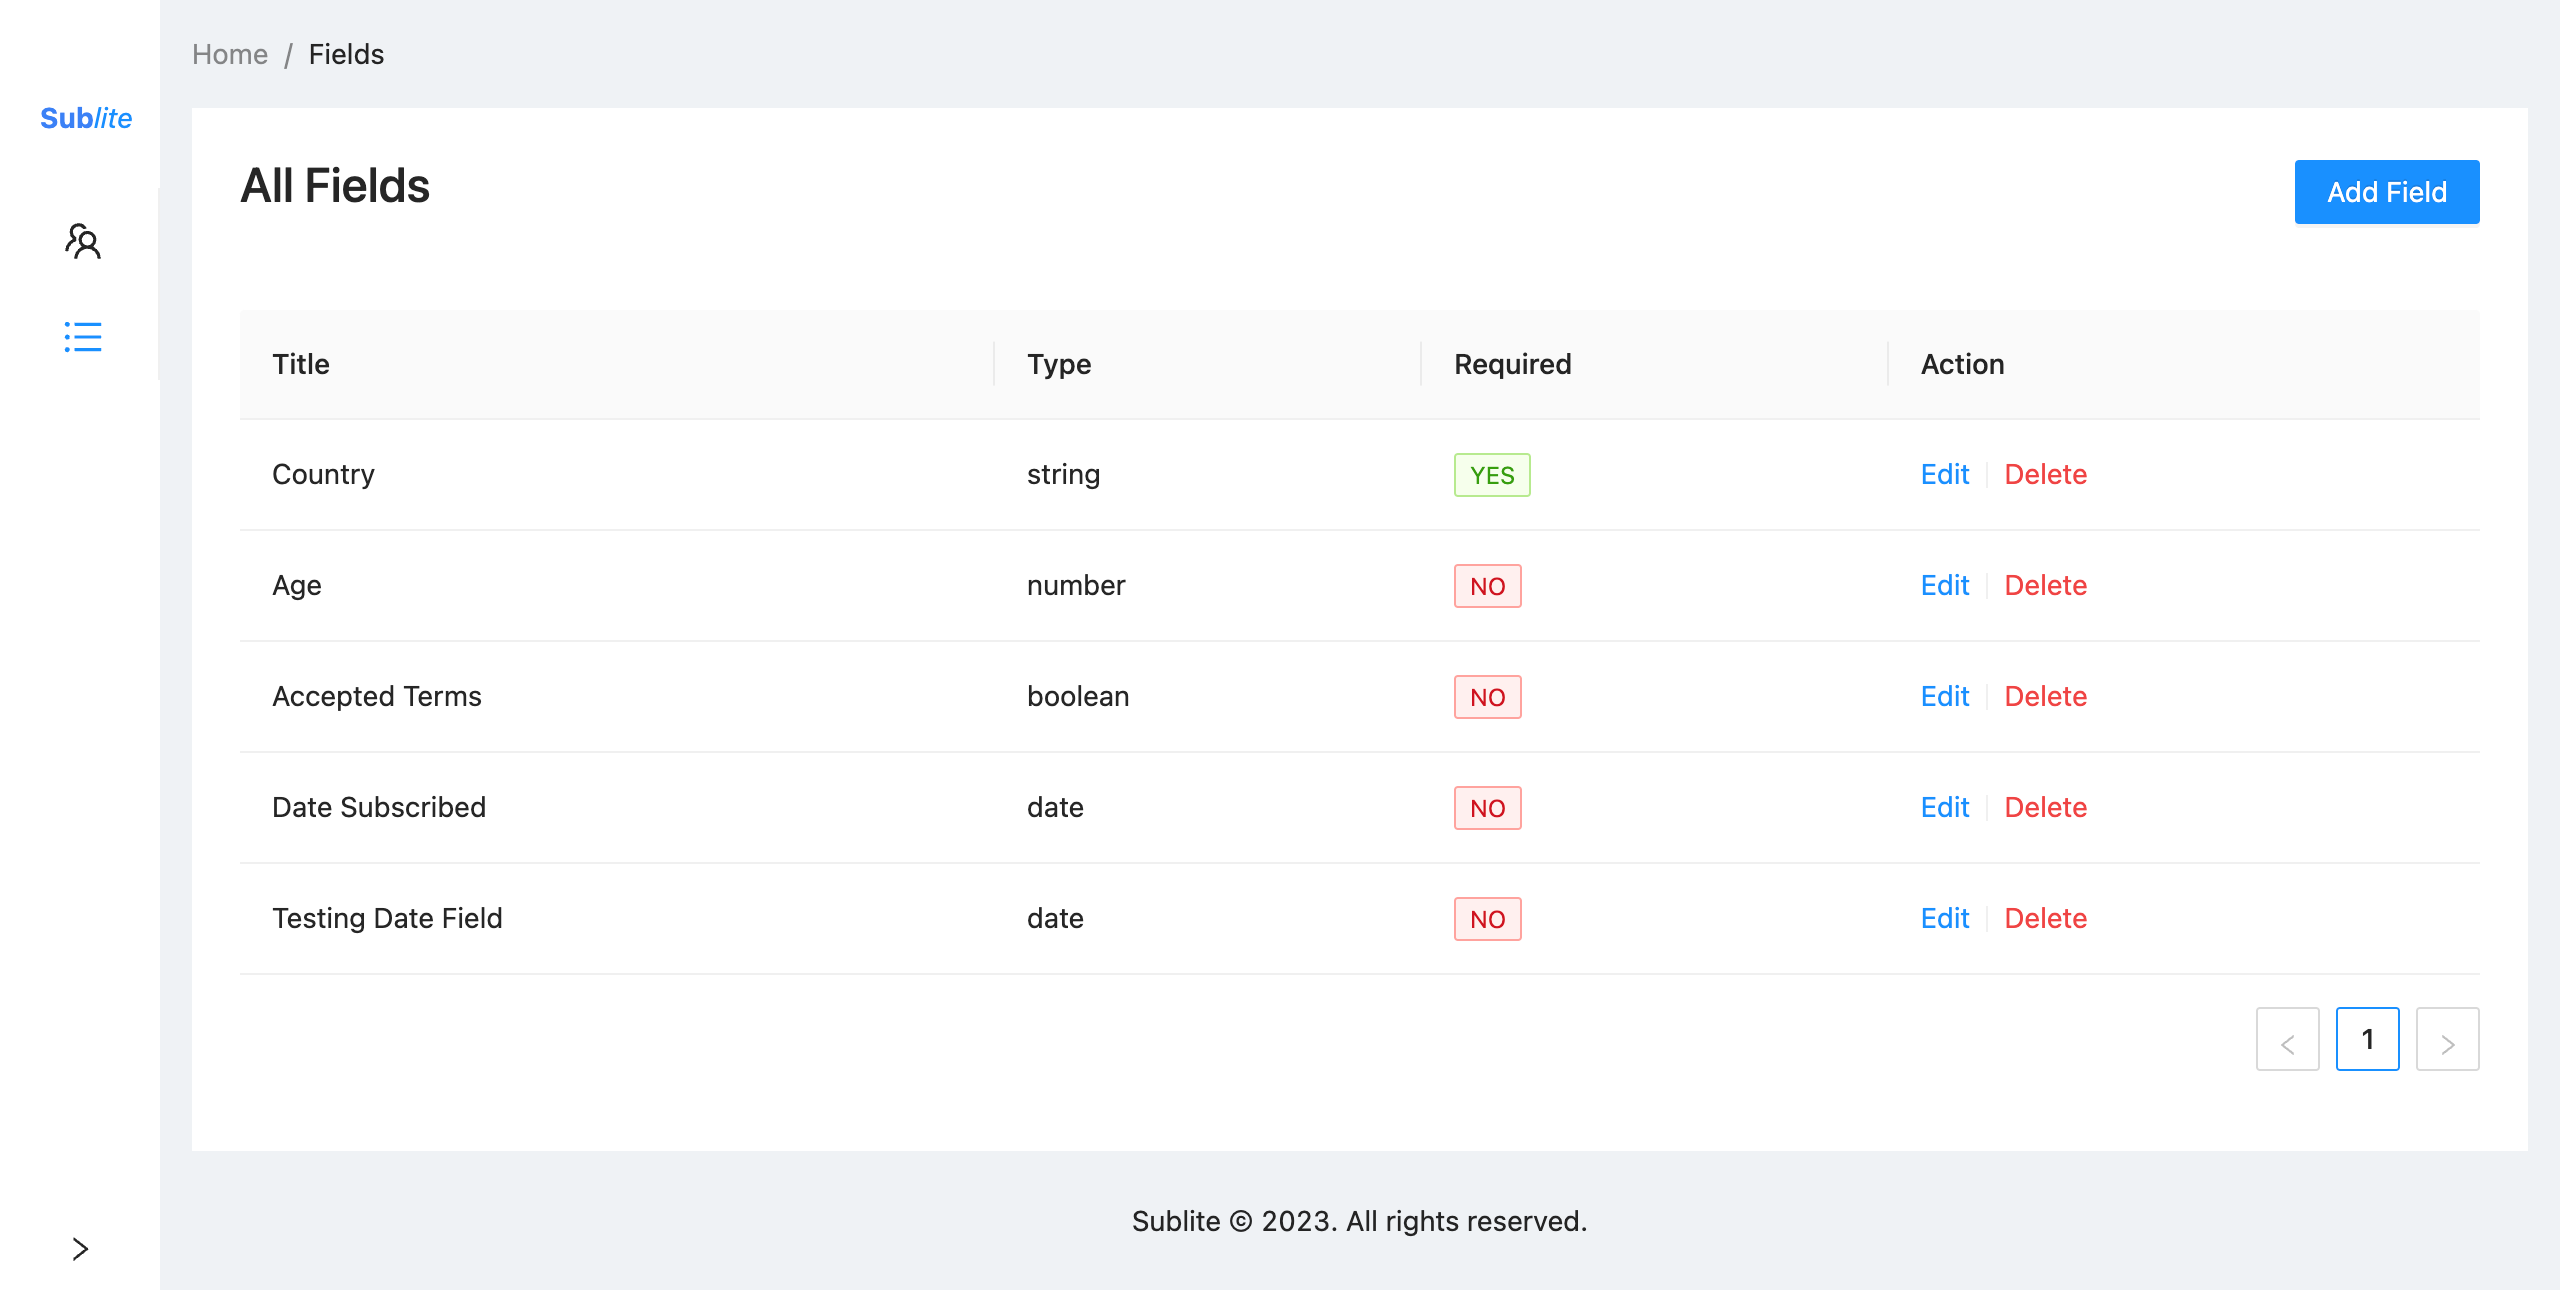 Home / Fields
Sublite
All Fields
Add Field
Title Type Required Action
Country string YES Edit Delete
Age number NO Edit Delete
Accepted Terms boolean NO Edit Delete
Date Subscribed date NO Edit Delete
Testing Date Field date NO Edit Delete
< 1 >
Sublite © 2023. All rights reserved.